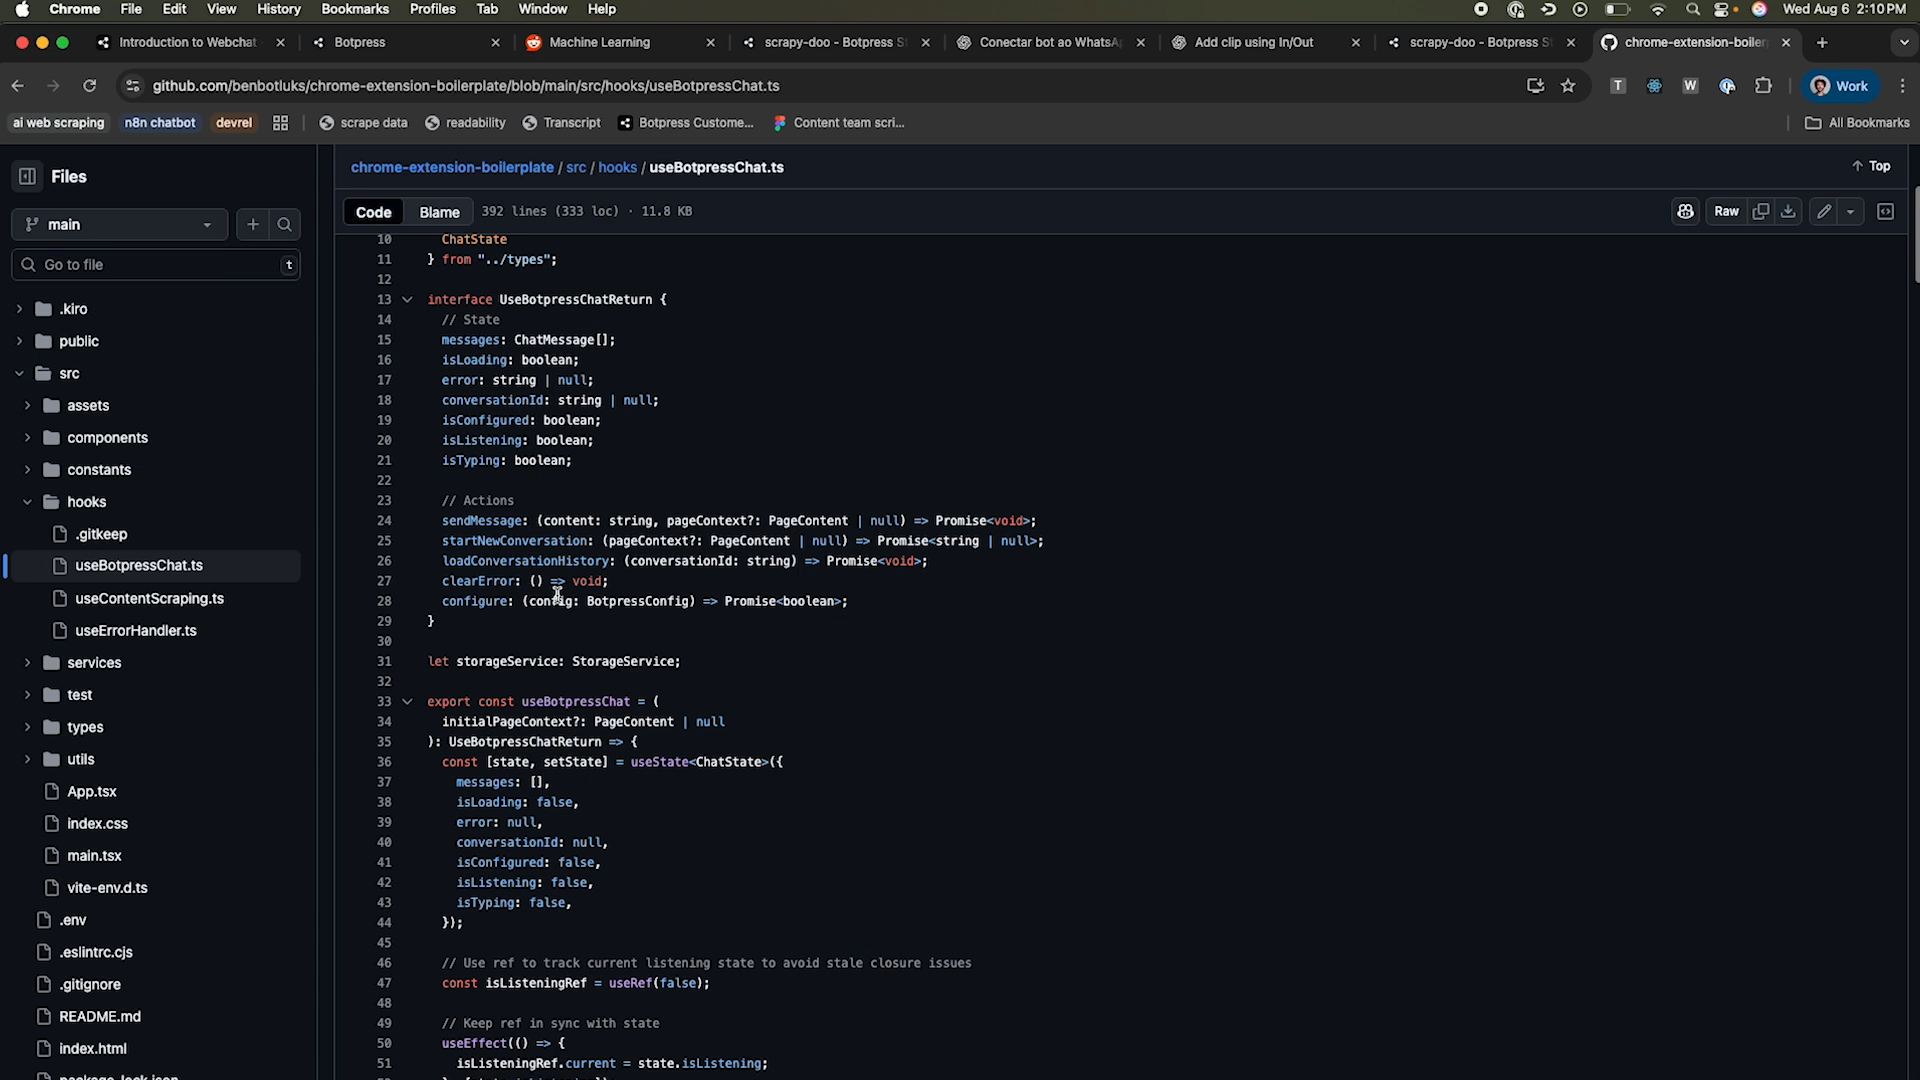 Chrome File Edit View History Bookmarks Profiles Tab Window Help Wed Aug 6 2:10 PM
Introduction to Webchat Botpress Machine Learning scrapy-doo - Botpress S Conectar bot ao WhatsA Add clip using In/Out scrapy-doo - Botpress S chrome-extension-boiler
github.com/benbotluks/chrome-extension-boilerplate/blob/main/src/hooks/useBotpressChat.ts T W Work
ai web scraping n8n chatbot devrel scrape data readability Transcript Botpress Custome... Content team scri... All Bookmarks
Files
main
Go to file t
.kiro
public
src
assets
components
constants
hooks
.gitkeep
useBotpressChat.ts
useContentScraping.ts
useErrorHandler.ts
services
test
types
utils
App.tsx
index.css
main.tsx
vite-env.d.ts
.env
.eslintrc.cjs
.gitignore
README.md
index.html
package-lock.json
chrome-extension-boilerplate / src / hooks / useBotpressChat.ts Top
Code Blame 392 lines (333 loc) · 11.8 KB Raw
10 ChatState
11 } from "../types";
12
13 interface UseBotpressChatReturn {
14 // State
15 messages: ChatMessage[];
16 isLoading: boolean;
17 error: string | null;
18 conversationId: string | null;
19 isConfigured: boolean;
20 isListening: boolean;
21 isTyping: boolean;
22
23 // Actions
24 sendMessage: (content: string, pageContext?: PageContent | null) => Promise<void>;
25 startNewConversation: (pageContext?: PageContent | null) => Promise<string | null>;
26 loadConversationHistory: (conversationId: string) => Promise<void>;
27 clearError: () => void;
28 configure: (config: BotpressConfig) => Promise<boolean>;
29 }
30
31 let storageService: StorageService;
32
33 export const useBotpressChat = (
34 initialPageContext?: PageContent | null
35 ): UseBotpressChatReturn => {
36 const [state, setState] = useState<ChatState>({
37 messages: [],
38 isLoading: false,
39 error: null,
40 conversationId: null,
41 isConfigured: false,
42 isListening: false,
43 isTyping: false,
44 });
45
46 // Use ref to track current listening state to avoid stale closure issues
47 const isListeningRef = useRef(false);
48
49 // Keep ref in sync with state
50 useEffect(() => {
51 isListeningRef.current = state.isListening;